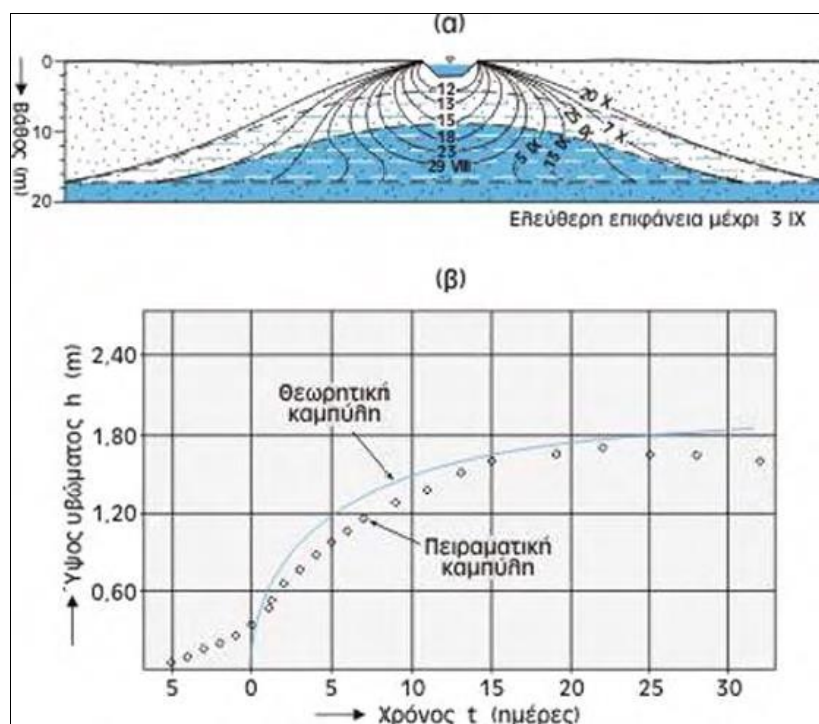 (α)
0
10
20
Βάθος (m)
12
13
15
18
23
29 VIII
5 IX
13 IX
25 IX
7 X
20 X
Ελεύθερη επιφάνεια μέχρι 3 IX
(β)
Ύψος υβώματος h (m)
2,40
1.80
1,20
0,60
Θεωρητική
καμπύλη
Πειραματική
καμπύλη
5 0 5 10 15 20 25 30
Χρόνος t (ημέρες)